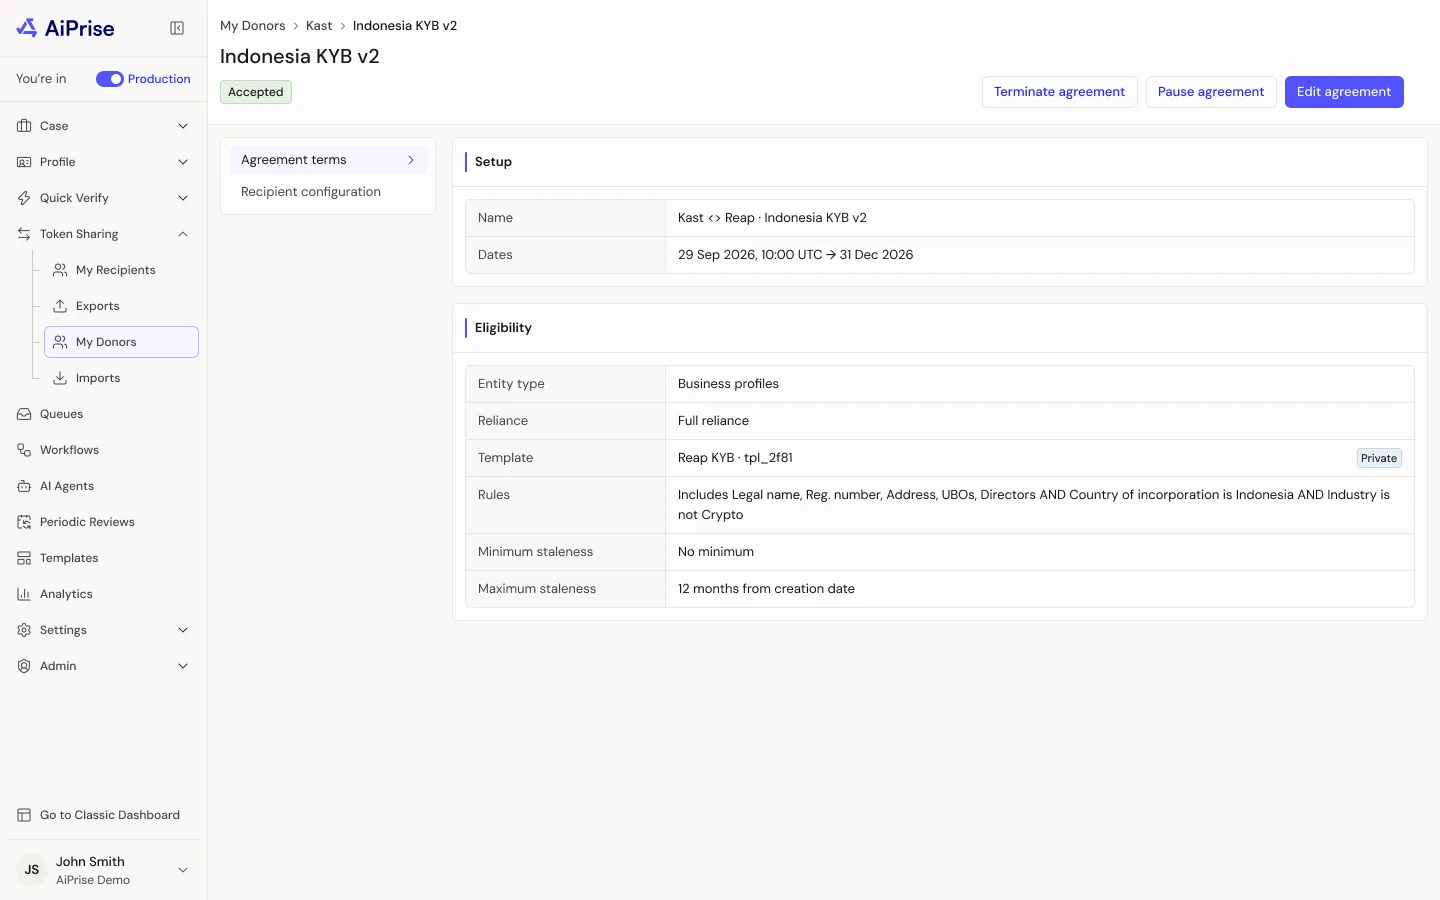 AiPrise
You're in
Production
Case
Profile
Quick Verify
Token Sharing
My Recipients
Exports
My Donors
Imports
Queues
Workflows
AI Agents
Periodic Reviews
Templates
Analytics
Settings
Admin
Go to Classic Dashboard
JS
John Smith
AiPrise Demo
My Donors > Kast > Indonesia KYB v2
Indonesia KYB v2
Accepted
Terminate agreement
Pause agreement
Edit agreement
Agreement terms
Recipient configuration
Setup
Name
Kast <> Reap · Indonesia KYB v2
Dates
29 Sep 2026, 10:00 UTC → 31 Dec 2026
Eligibility
Entity type
Business profiles
Reliance
Full reliance
Template
Reap KYB · tpl_2f81
Private
Rules
Includes Legal name, Reg. number, Address, UBOs, Directors AND Country of incorporation is Indonesia AND Industry is
not Crypto
Minimum staleness
No minimum
Maximum staleness
12 months from creation date